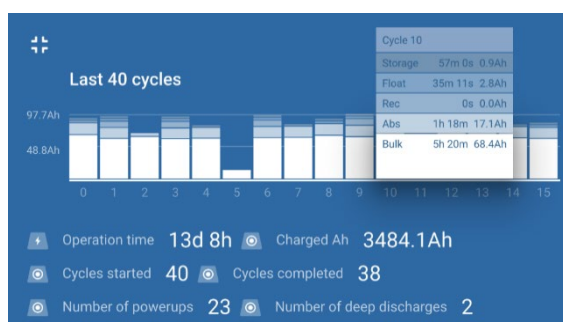 Cycle 10
Storage 57m 0s 0.9Ah
Float 35m 11s 2.8Ah
Rec 0s 0.0Ah
Abs 1h 18m 17.1Ah
Bulk 5h 20m 68.4Ah
Last 40 cycles
97.7Ah
48.8Ah
0 1 2 3 4 5 6 7 8 9 10 11 12 13 14 15
Operation time 13d 8h Charged Ah 3484.1Ah
Cycles started 40 Cycles completed 38
Number of powerups 23 Number of deep discharges 2